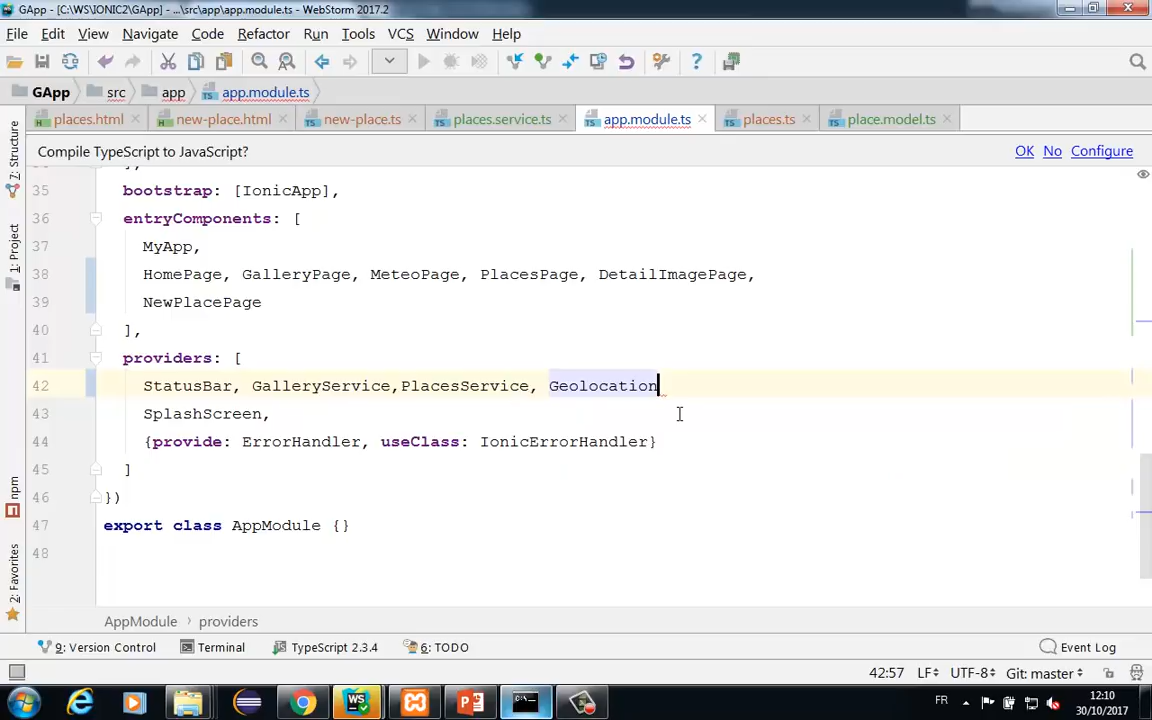 GApp - [C:\WS\IONIC2\GApp] - ...\src\app\app.module.ts - WebStorm 2017.2
File Edit View Navigate Code Refactor Run Tools VCS Window Help
GApp src app app.module.ts
places.html new-place.html new-place.ts places.service.ts app.module.ts places.ts place.model.ts
Compile TypeScript to JavaScript? OK No Configure
35 bootstrap: [IonicApp],
36 entryComponents: [
37 MyApp,
38 HomePage, GalleryPage, MeteoPage, PlacesPage, DetailImagePage,
39 NewPlacePage
40 ],
41 providers: [
42 StatusBar, GalleryService,PlacesService, Geolocation
43 SplashScreen,
44 {provide: ErrorHandler, useClass: IonicErrorHandler}
45 ]
46 })
47 export class AppModule {}
48
7: Structure
1: Project
npm
2: Favorites
AppModule providers
9: Version Control Terminal TypeScript 2.3.4 6: TODO Event Log
42:57 LF UTF-8 Git: master
FR 12:10
30/10/2017